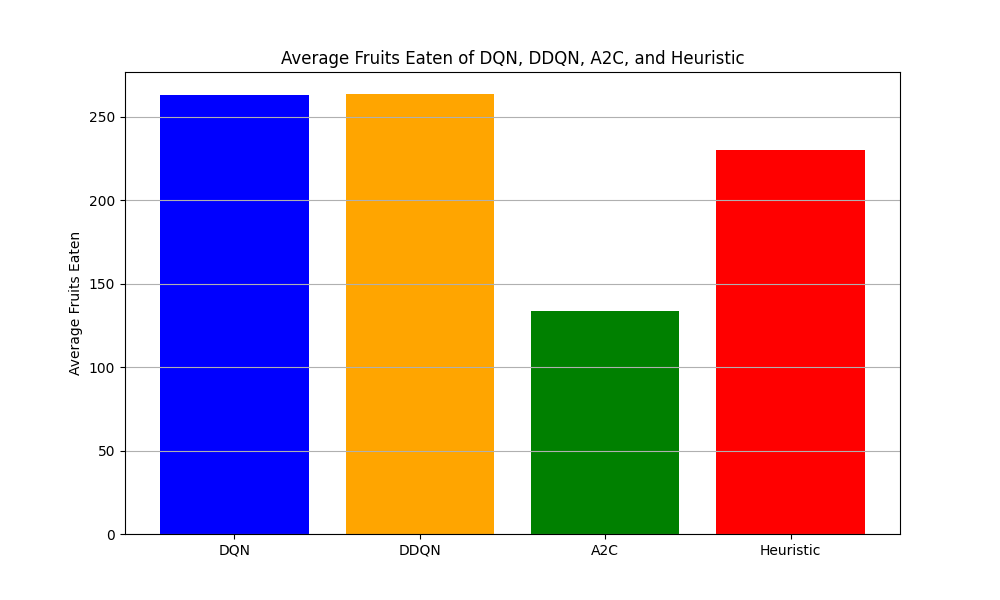 Average Fruits Eaten of DQN, DDQN, A2C, and Heuristic
Average Fruits Eaten
250
200
150
100
50
0
DQN
DDQN
A2C
Heuristic